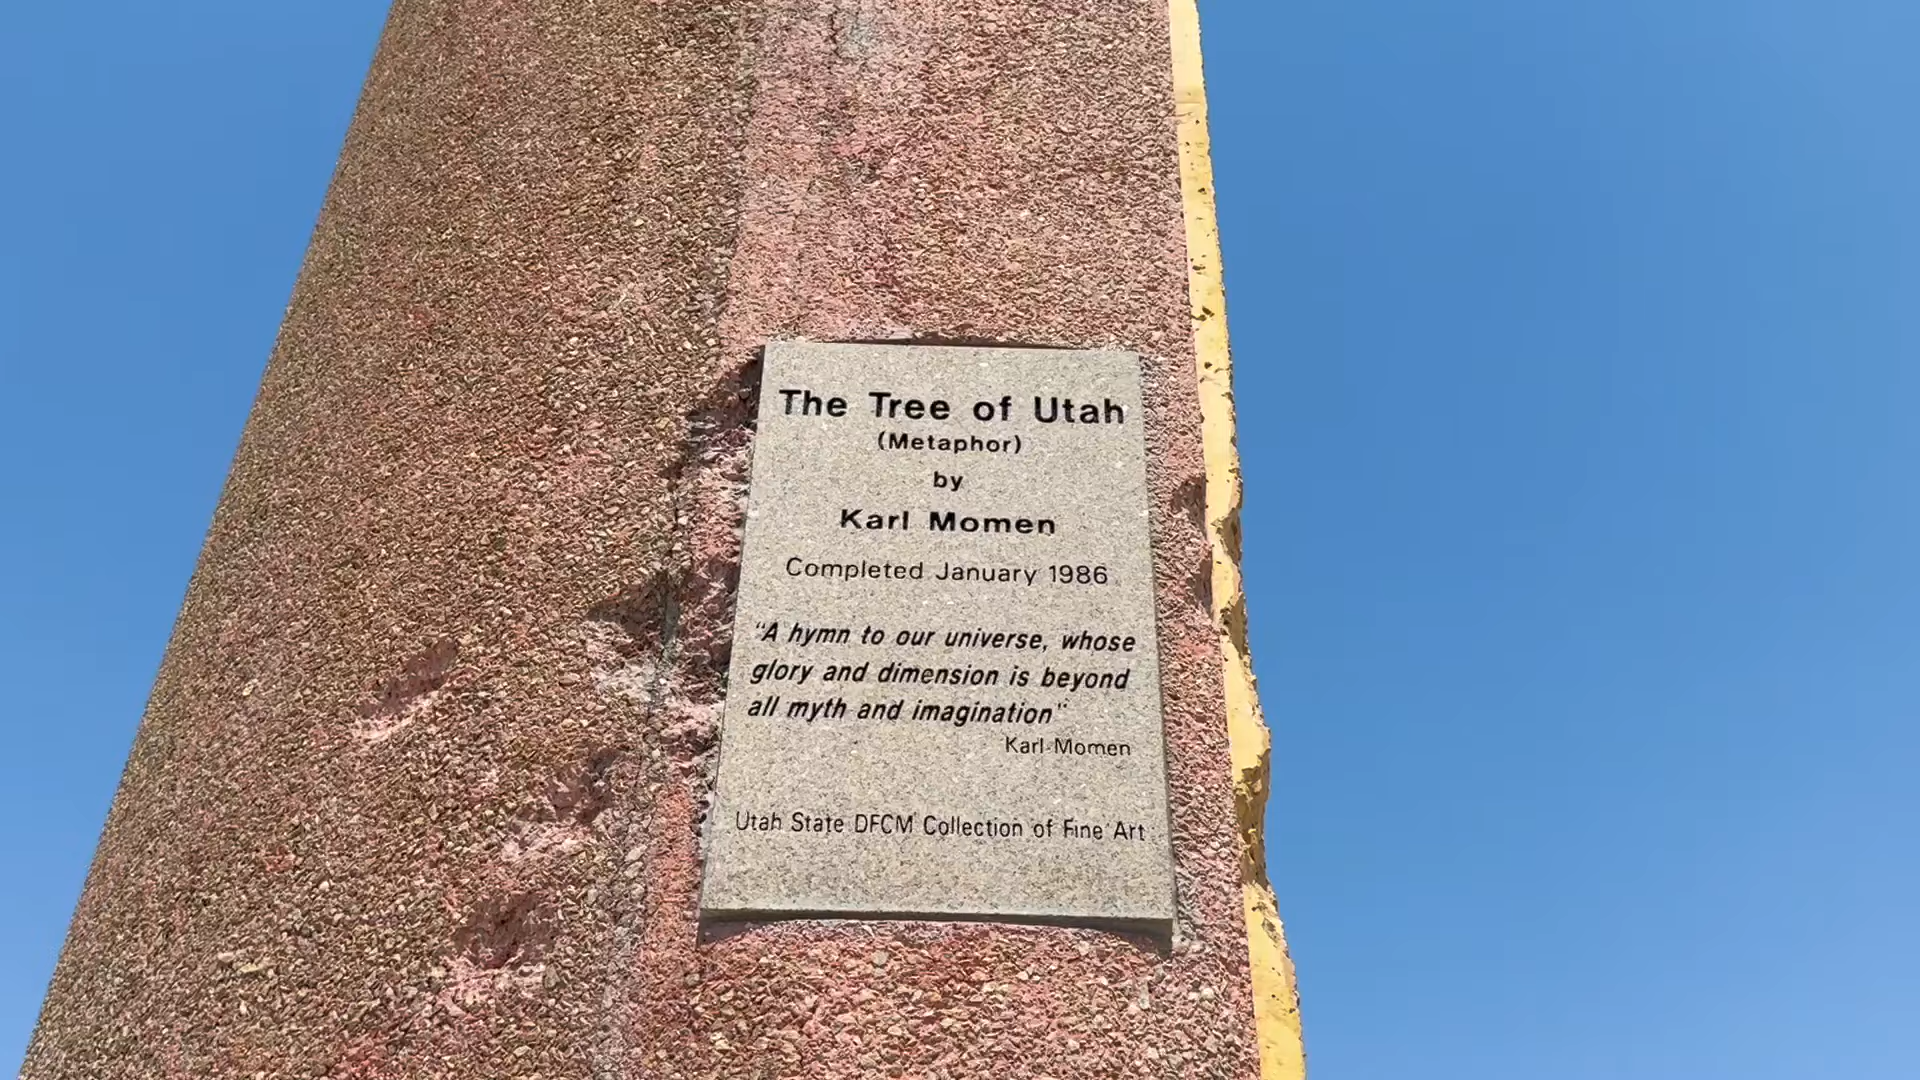 The Tree of Utah
(Metaphor)
by
Karl Momen
Completed January 1986
"A hymn to our universe, whose
glory and dimension is beyond
all myth and imagination"
Karl Momen
Utah State DFCM Collection of Fine Art